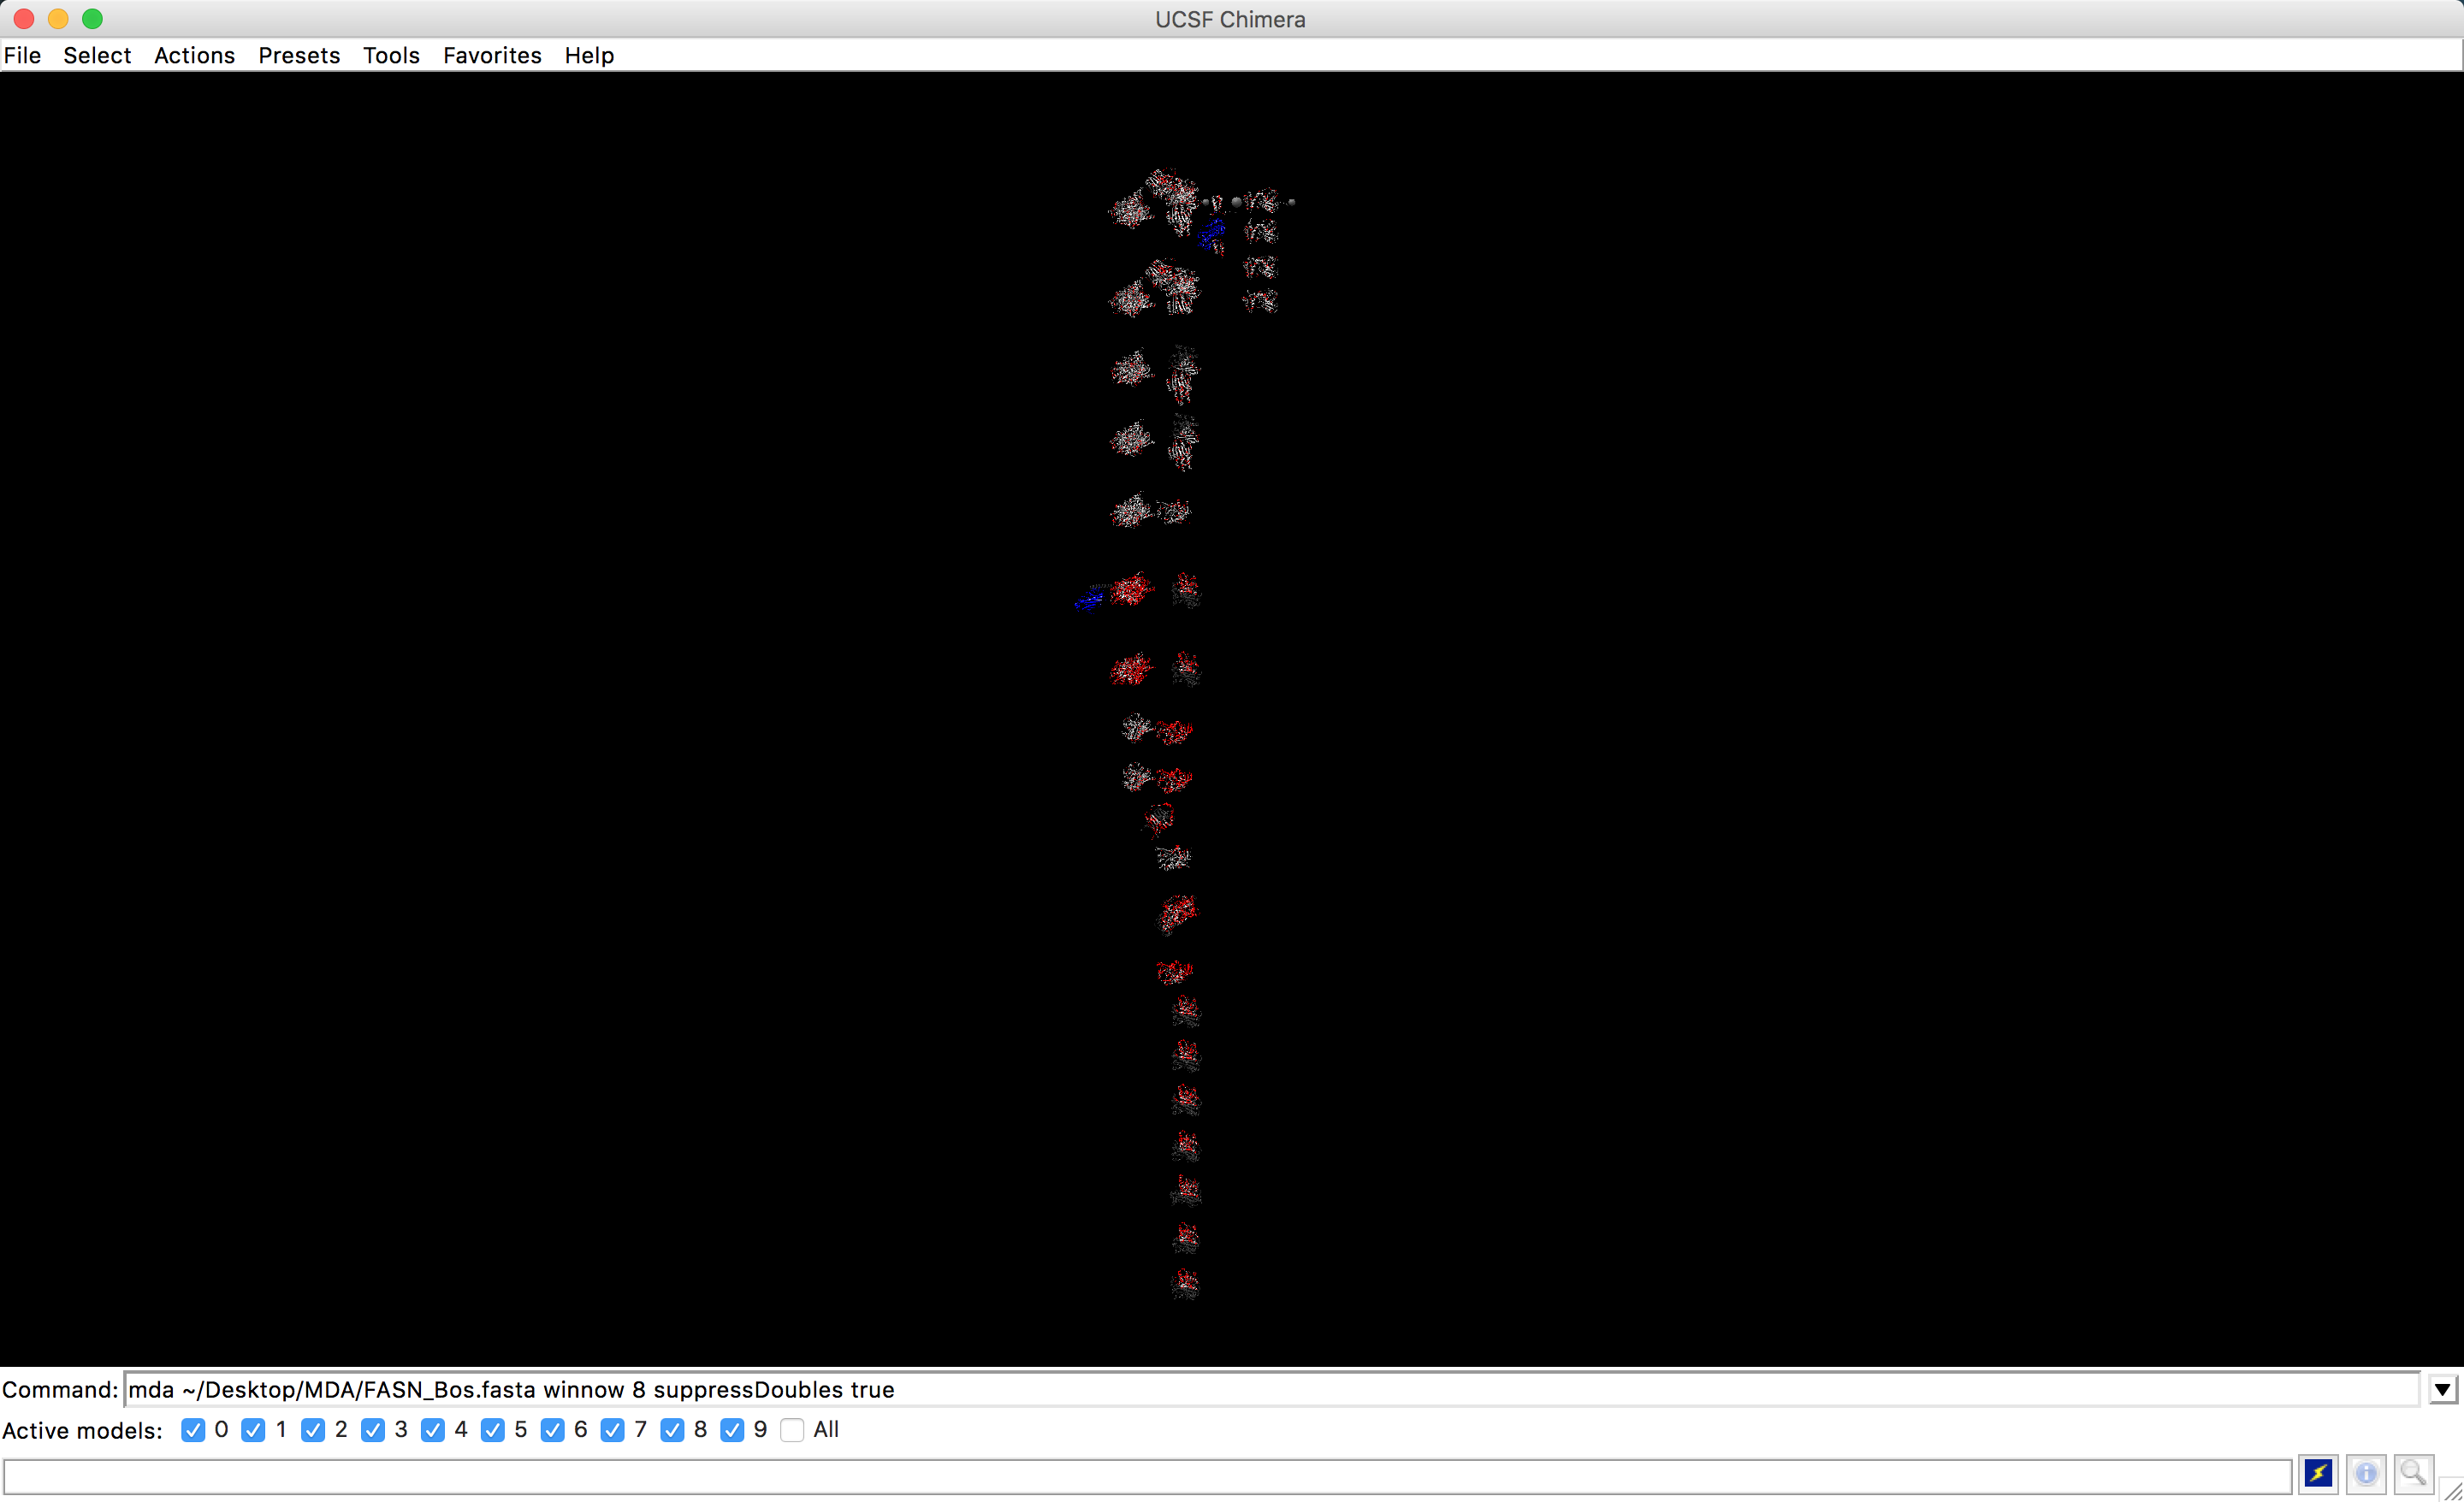 UCSF Chimera
File Select Actions Presets Tools Favorites Help
Command: mda ~/Desktop/MDA/FASN_Bos.fasta winnow 8 suppressDoubles true
Active models: 0 1 2 3 4 5 6 7 8 9 All